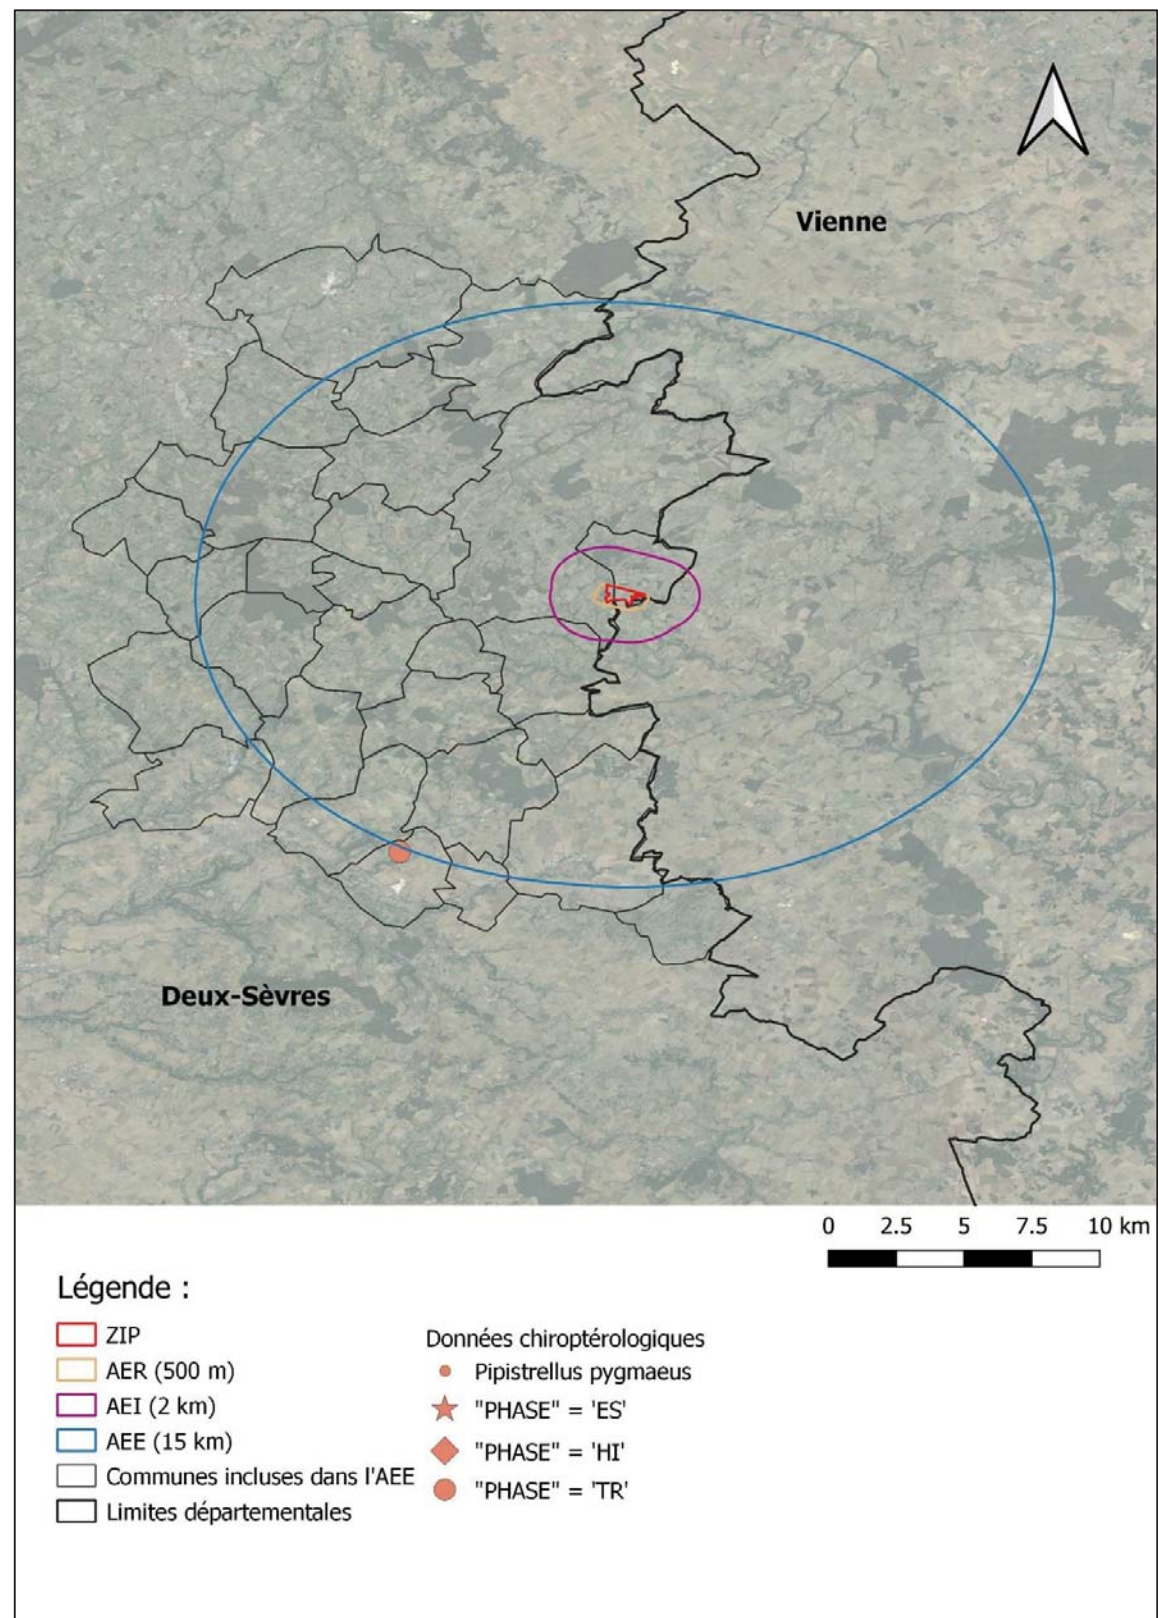 Vienne
Deux-Sèvres
0 2.5 5 7.5 10 km
Légende :
ZIP
AER (500 m)
AEI (2 km)
AEE (15 km)
Communes incluses dans l'AEE
Limites départementales
Données chiroptérologiques
Pipistrellus pygmaeus
"PHASE" = 'ES'
"PHASE" = 'HI'
"PHASE" = 'TR'